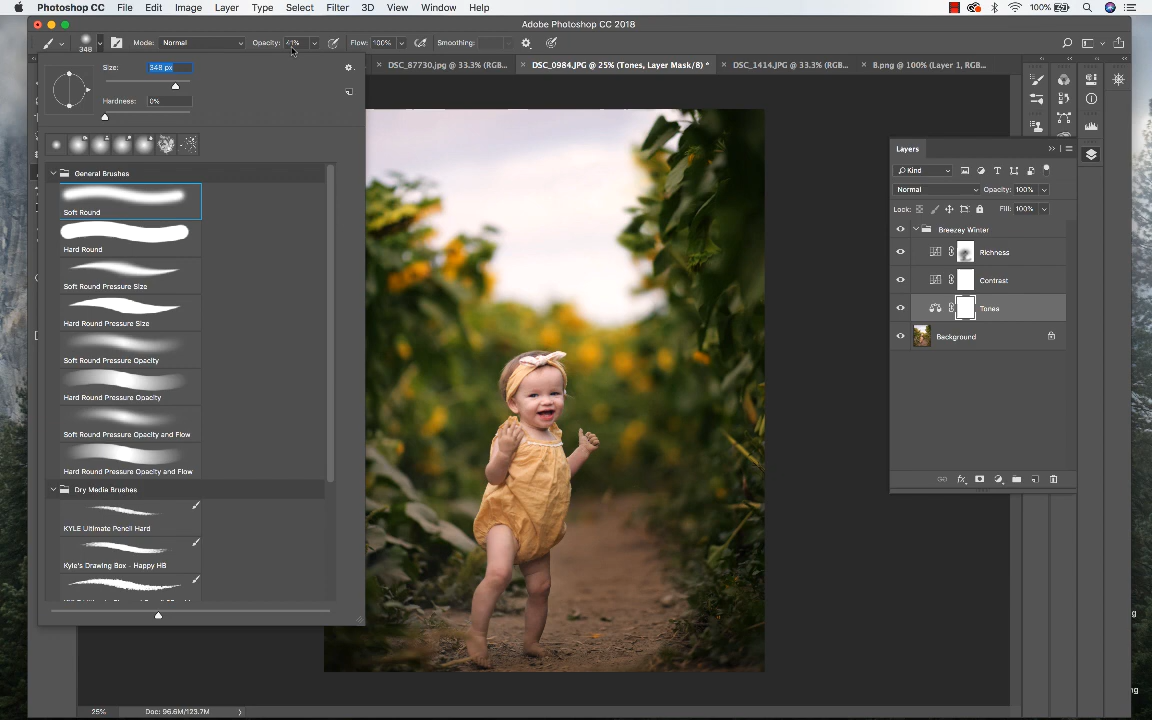 Photoshop CC File Edit Image Layer Type Select Filter 3D View Window Help 100%
Adobe Photoshop CC 2018
348 Mode: Normal Opacity: 41% Flow: 100% Smoothing:
DSC_87730.jpg @ 33.3% (RGB... DSC_0984.JPG @ 25% (Tones, Layer Mask/8) * DSC_1414.JPG @ 33.3% (RGB... B.png @ 100% (Layer 1, RGB...
Size: 348 px
Hardness: 0%
General Brushes
Soft Round
Hard Round
Soft Round Pressure Size
Hard Round Pressure Size
Soft Round Pressure Opacity
Hard Round Pressure Opacity
Soft Round Pressure Opacity and Flow
Hard Round Pressure Opacity and Flow
Dry Media Brushes
KYLE Ultimate Pencil Hard
Kyle's Drawing Box - Happy HB
Layers
Kind
Normal Opacity: 100%
Lock: Fill: 100%
Breezey Winter
Richness
Contrast
Tones
Background
25% Doc: 96.6M/123.7M